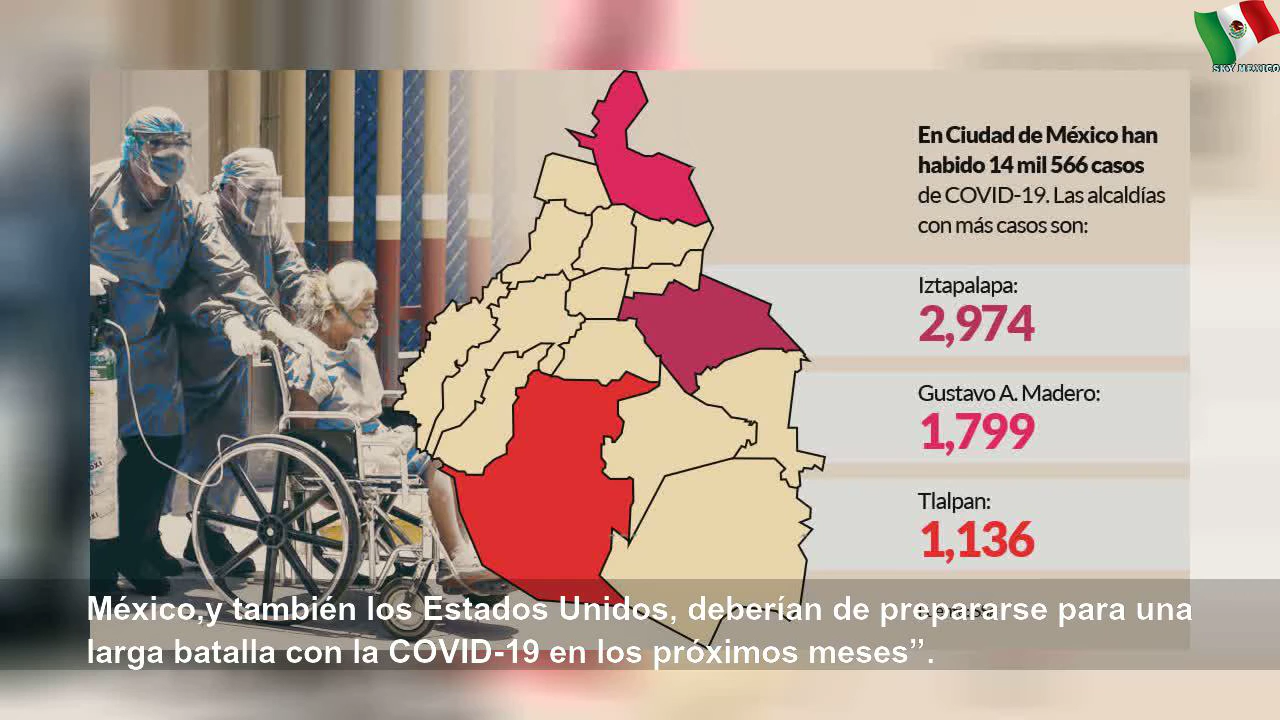 SKY MEXICO
En Ciudad de México han
habido 14 mil 566 casos
de COVID-19. Las alcaldías
con más casos son:
Iztapalapa:
2,974
Gustavo A. Madero:
1,799
Tlalpan:
1,136
México,y también los Estados Unidos, deberían de prepararse para una
larga batalla con la COVID-19 en los próximos meses”.